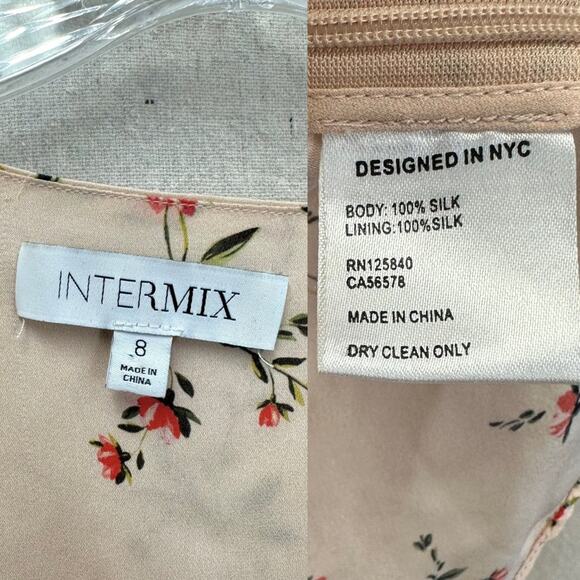 INTERMIX
8
MADE IN
CHINA
DESIGNED IN NYC
BODY: 100% SILK
LINING:100%SILK
RN125840
CA56578
MADE IN CHINA
DRY CLEAN ONLY